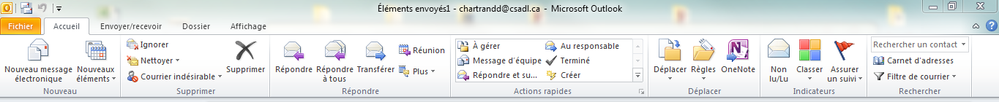 Éléments envoyés1 - chartrandd@csadl.ca - Microsoft Outlook
Fichier Accueil Envoyer/recevoir Dossier Affichage
Nouveau message électronique
Nouveaux éléments
Nouveau
Ignorer
Nettoyer
Courrier indésirable
Supprimer
Supprimer
Répondre
Répondre à tous
Transférer
Réunion
Plus
Répondre
À gérer
Message d'équipe
Répondre et su...
Au responsable
Terminé
Créer
Actions rapides
Déplacer
Règles
OneNote
Déplacer
Non lu/Lu
Classer
Assurer un suivi
Indicateurs
Rechercher un contact
Carnet d'adresses
Filtre de courrier
Rechercher